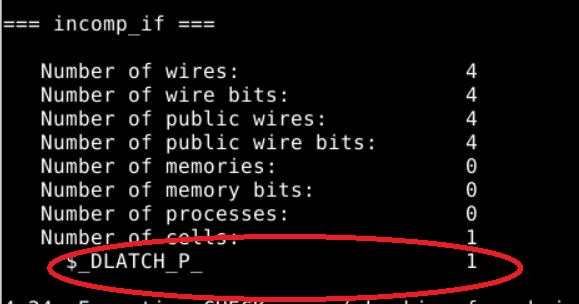 === incomp_if ===
Number of wires: 4
Number of wire bits: 4
Number of public wires: 4
Number of public wire bits: 4
Number of memories: 0
Number of memory bits: 0
Number of processes: 0
Number of cells: 1
$_DLATCH_P_ 1